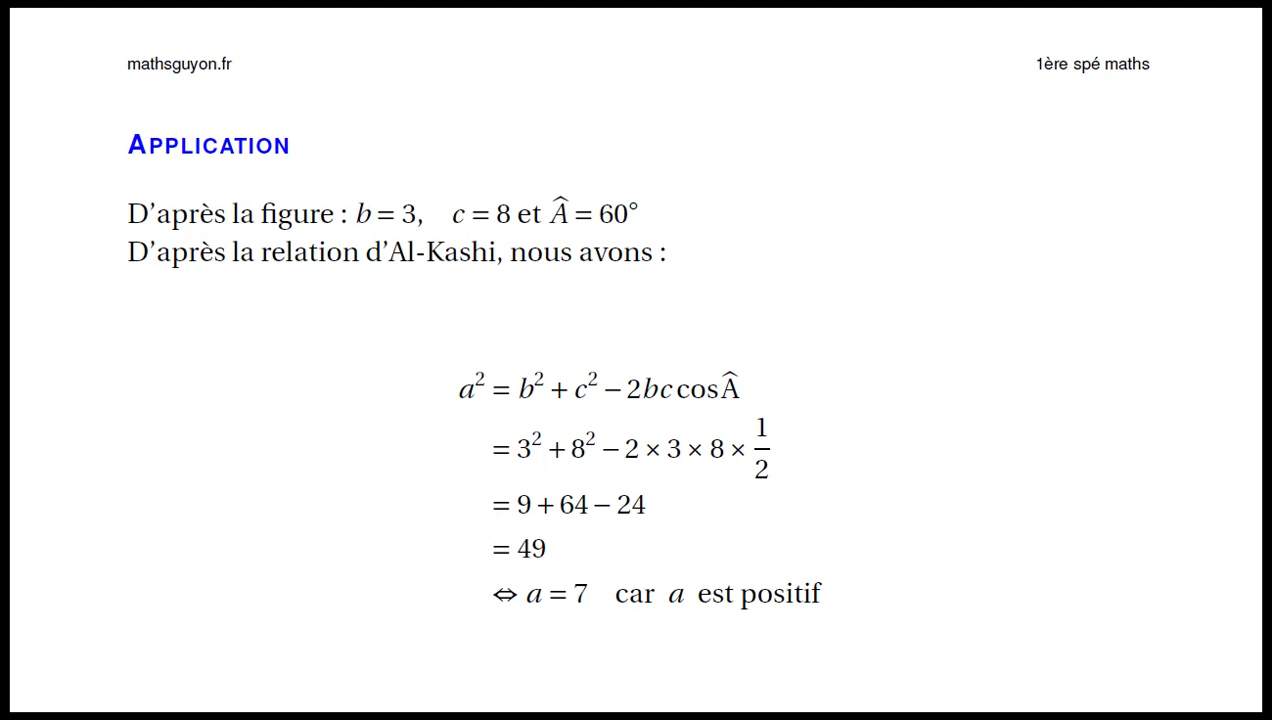 mathsguyon.fr
1ère spé maths
APPLICATION
D'après la figure : b = 3, c = 8 et Â = 60°
D'après la relation d'Al-Kashi, nous avons :
a² = b² + c² − 2bc cos Â
= 3² + 8² − 2 × 3 × 8 × 1/2
= 9 + 64 − 24
= 49
⇔ a = 7 car a est positif